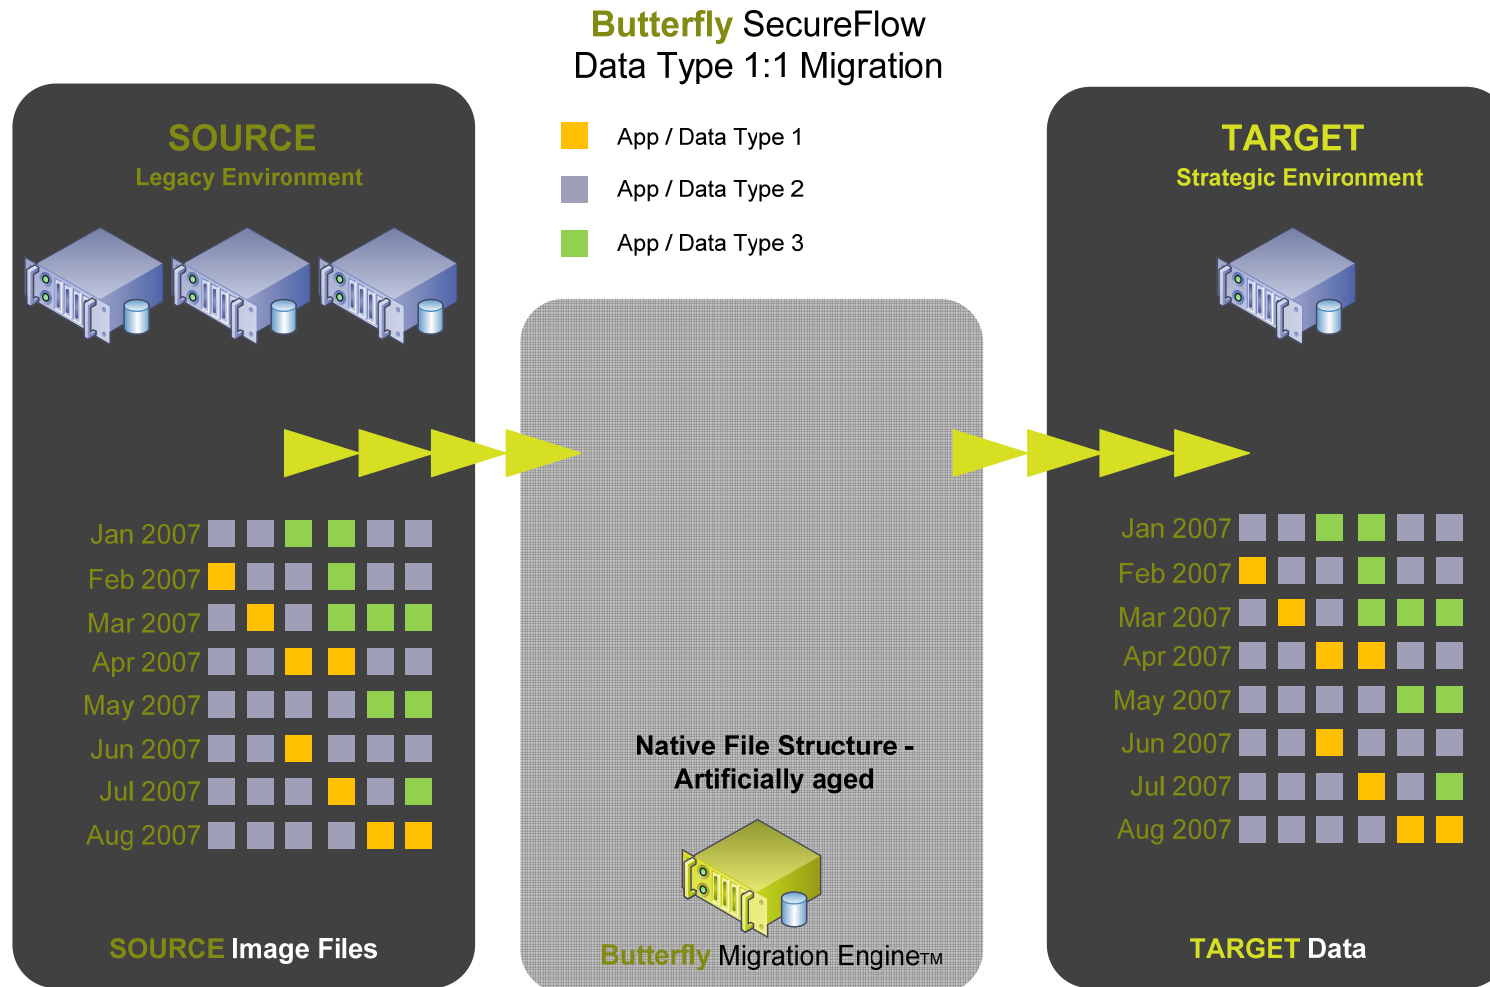 Butterfly SecureFlow
Data Type 1:1 Migration
App / Data Type 1
App / Data Type 2
App / Data Type 3
SOURCE
Legacy Environment
Jan 2007
Feb 2007
Mar 2007
Apr 2007
May 2007
Jun 2007
Jul 2007
Aug 2007
SOURCE Image Files
Native File Structure -
Artificially aged
Butterfly Migration Engine™
TARGET
Strategic Environment
Jan 2007
Feb 2007
Mar 2007
Apr 2007
May 2007
Jun 2007
Jul 2007
Aug 2007
TARGET Data